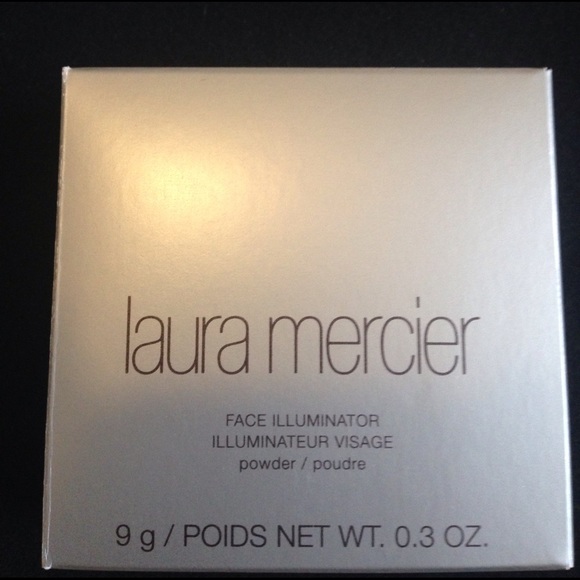 laura mercier
FACE ILLUMINATOR
ILLUMINATEUR VISAGE
powder / poudre
9 g / POIDS NET WT. 0.3 OZ.